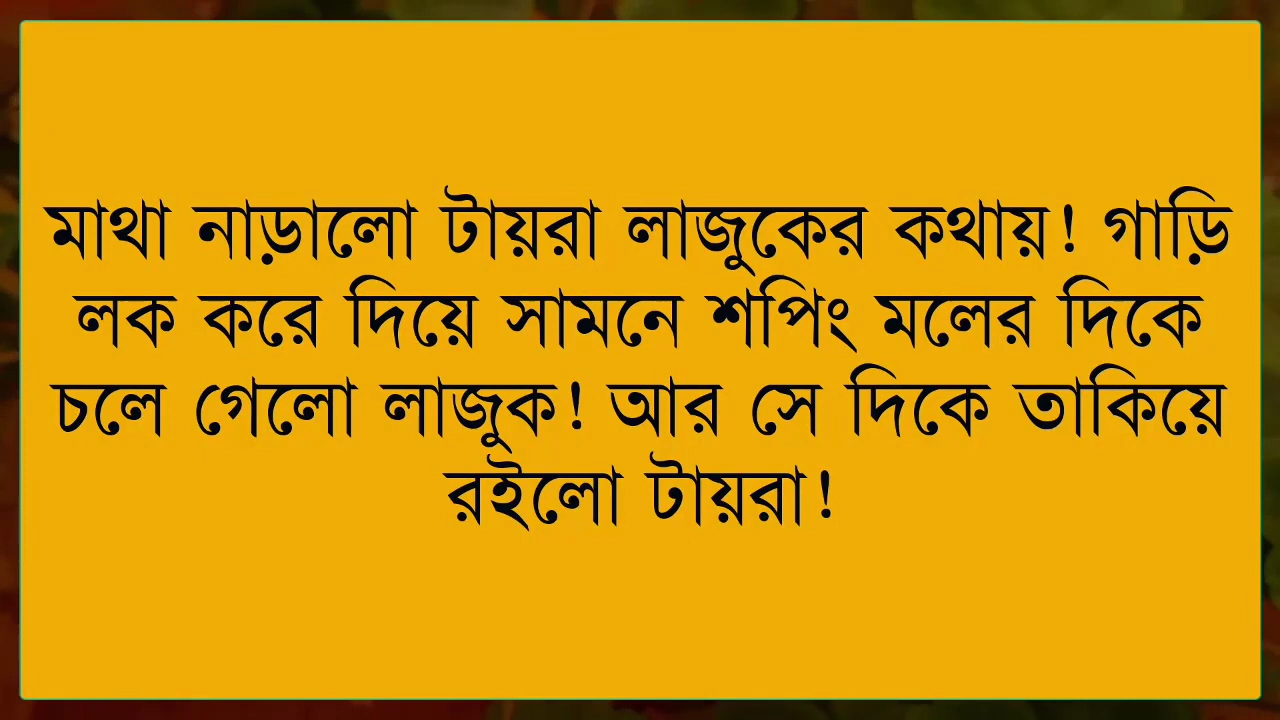 মাথা নাড়ালো টায়রা লাজুকের কথায়! গাড়ি
লক করে দিয়ে সামনে শপিং মলের দিকে
চলে গেলো লাজুক! আর সে দিকে তাকিয়ে
রইলো টায়রা!